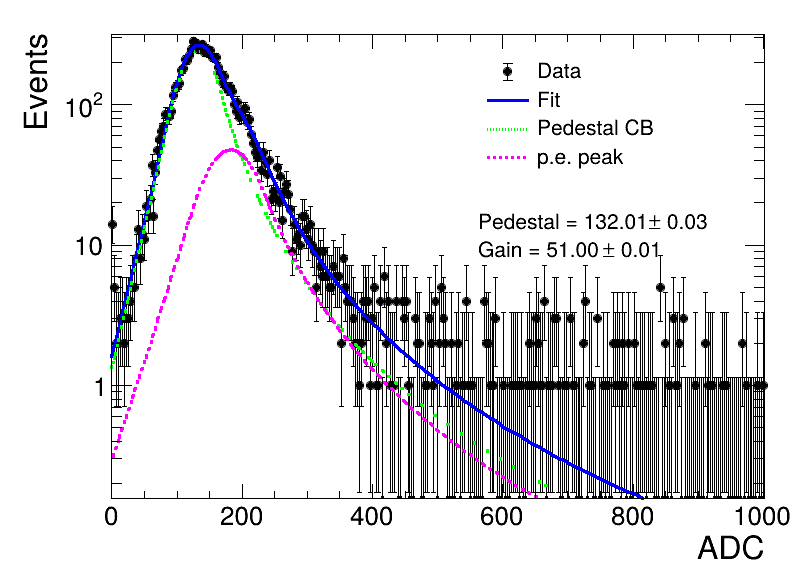 Events
10²
10
1
Data
Fit
Pedestal CB
p.e. peak
Pedestal = 132.01± 0.03
Gain = 51.00 ± 0.01
0 200 400 600 800 1000
ADC